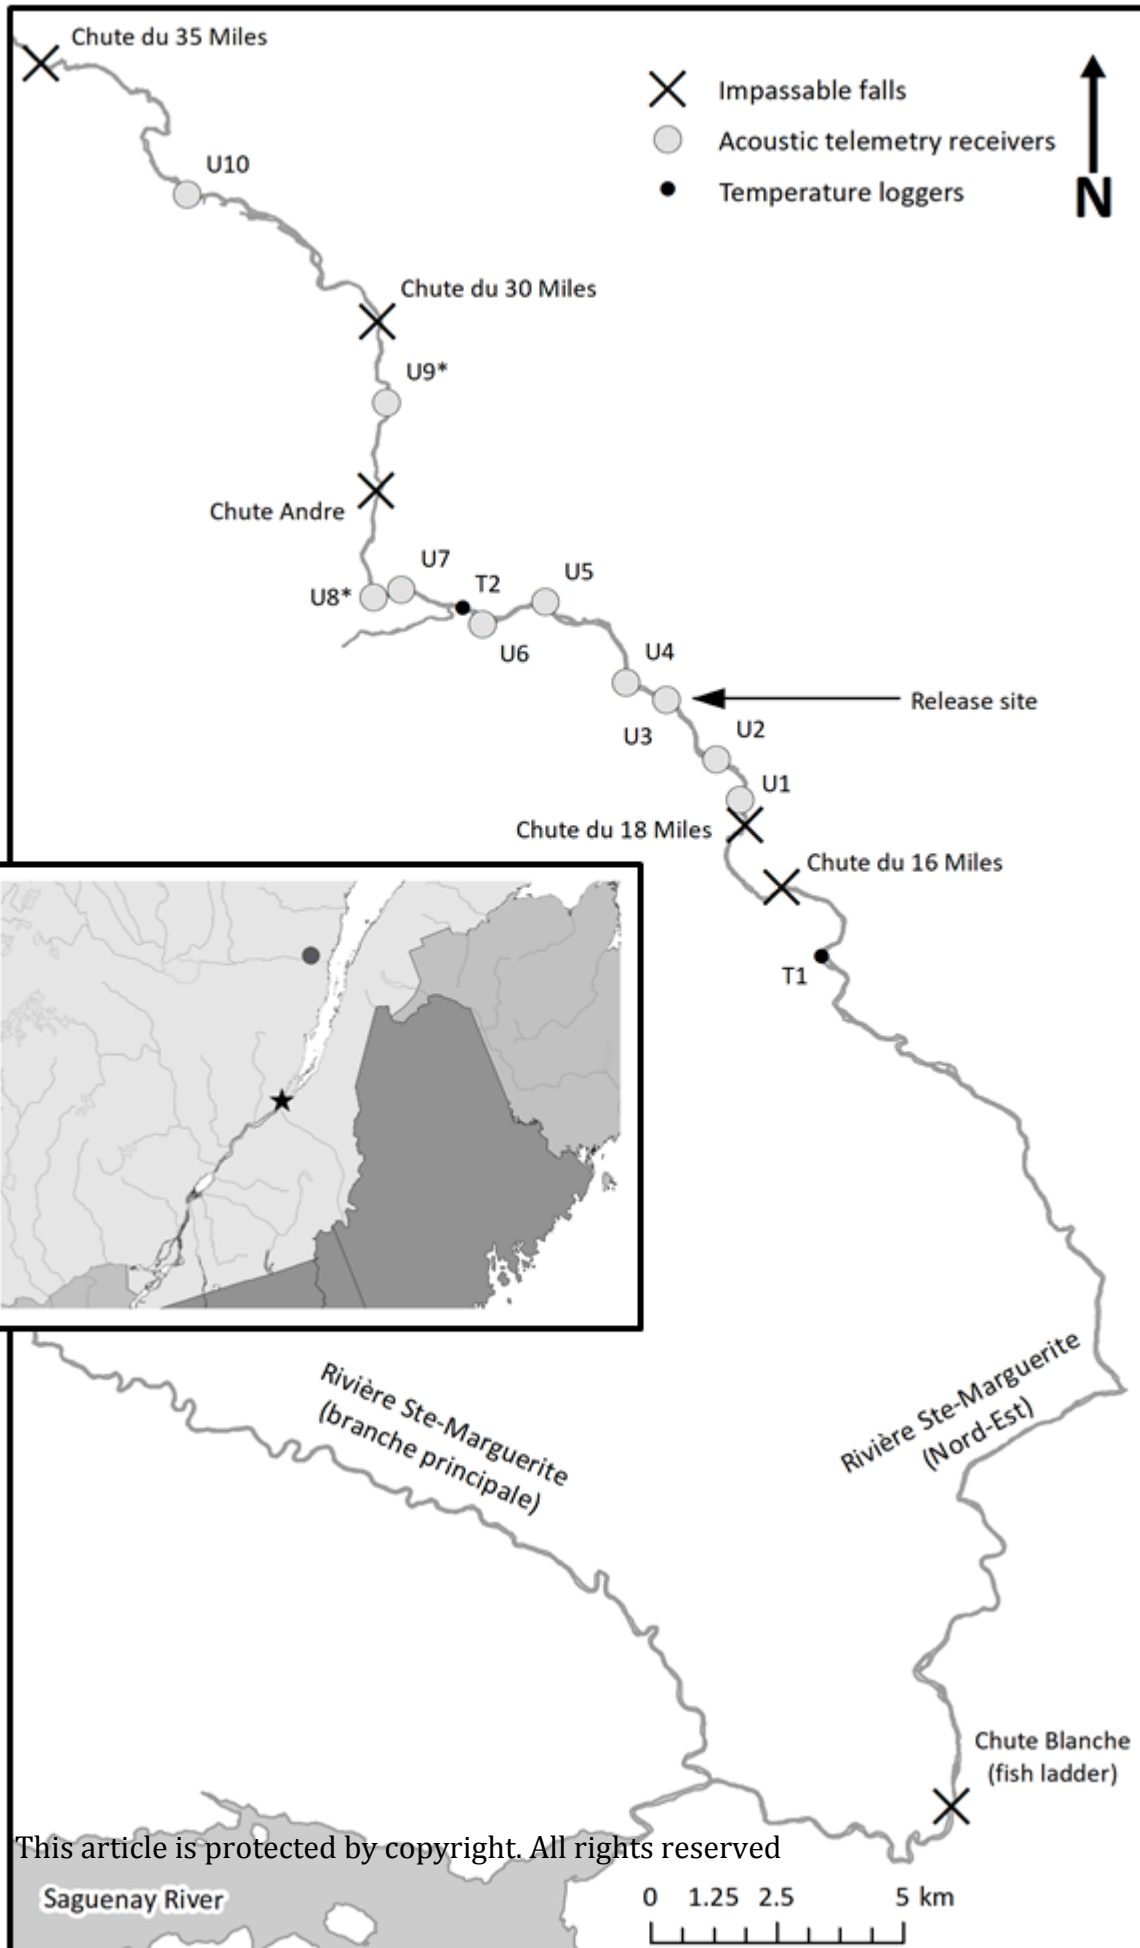 Chute du 35 Miles
Impassable falls
Acoustic telemetry receivers
Temperature loggers
N
U10
Chute du 30 Miles
U9*
Chute Andre
U7
T2
U5
U8*
U6
U4
Release site
U3
U2
U1
Chute du 18 Miles
Chute du 16 Miles
T1
Rivière Ste-Marguerite
(branche principale)
Rivière Ste-Marguerite
(Nord-Est)
Chute Blanche
(fish ladder)
This article is protected by copyright. All rights reserved
Saguenay River
0 1.25 2.5 5 km